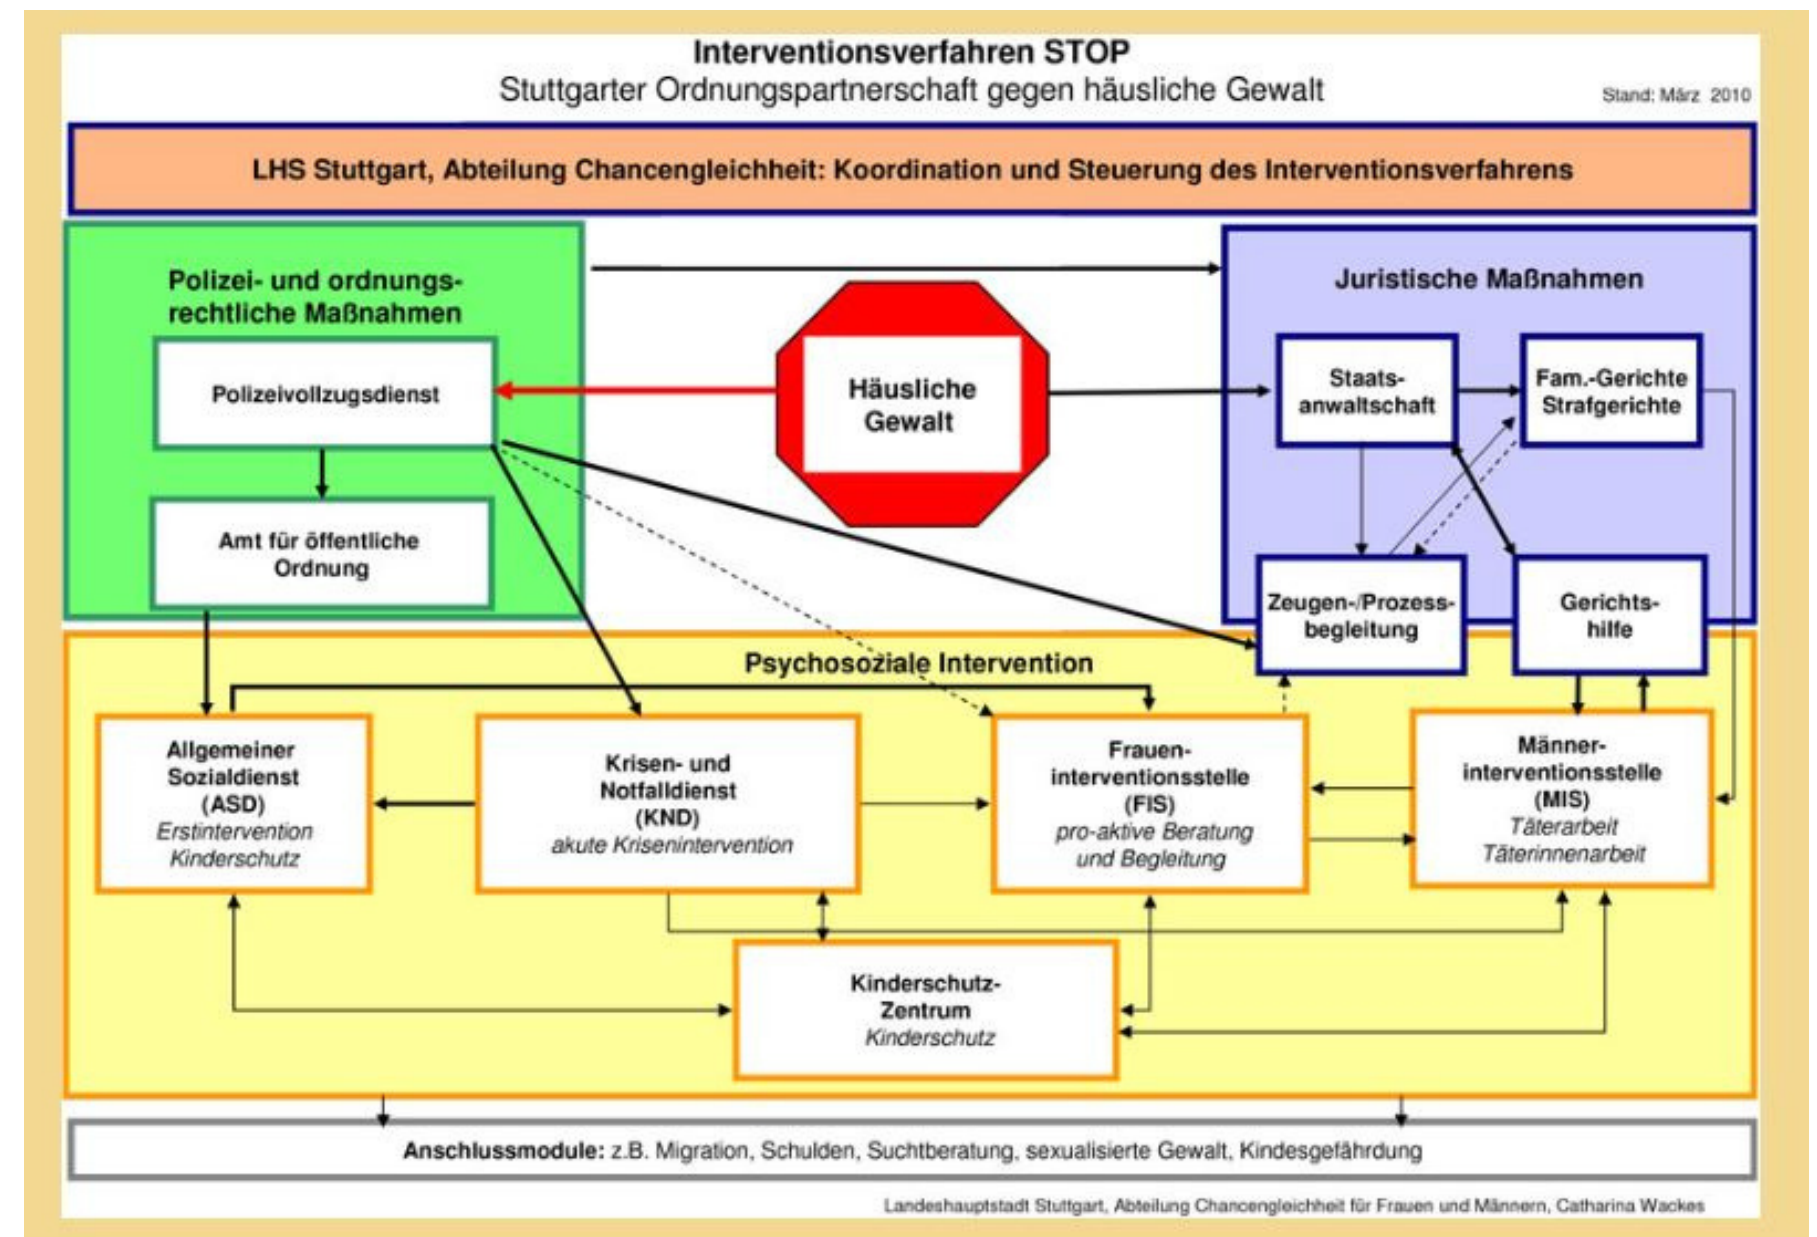 Interventionsverfahren STOP
Stuttgarter Ordnungspartnerschaft gegen häusliche Gewalt
Stand: März 2010
LHS Stuttgart, Abteilung Chancengleichheit: Koordination und Steuerung des Interventionsverfahrens
Polizei- und ordnungs-
rechtliche Maßnahmen
Polizeivollzugsdienst
Amt für öffentliche
Ordnung
Häusliche
Gewalt
Juristische Maßnahmen
Staats-
anwaltschaft
Fam.-Gerichte
Strafgerichte
Zeugen-/Prozess-
begleitung
Gerichts-
hilfe
Psychosoziale Intervention
Allgemeiner
Sozialdienst
(ASD)
Erstintervention
Kinderschutz
Krisen- und
Notfalldienst
(KND)
akute Krisenintervention
Frauen-
interventionsstelle
(FIS)
pro-aktive Beratung
und Begleitung
Männer-
interventionsstelle
(MIS)
Täterarbeit
Täterinnenarbeit
Kinderschutz-
Zentrum
Kinderschutz
Anschlussmodule: z.B. Migration, Schulden, Suchtberatung, sexualisierte Gewalt, Kindesgefährdung
Landeshauptstadt Stuttgart, Abteilung Chancengleichheit für Frauen und Männern, Catharina Wackes